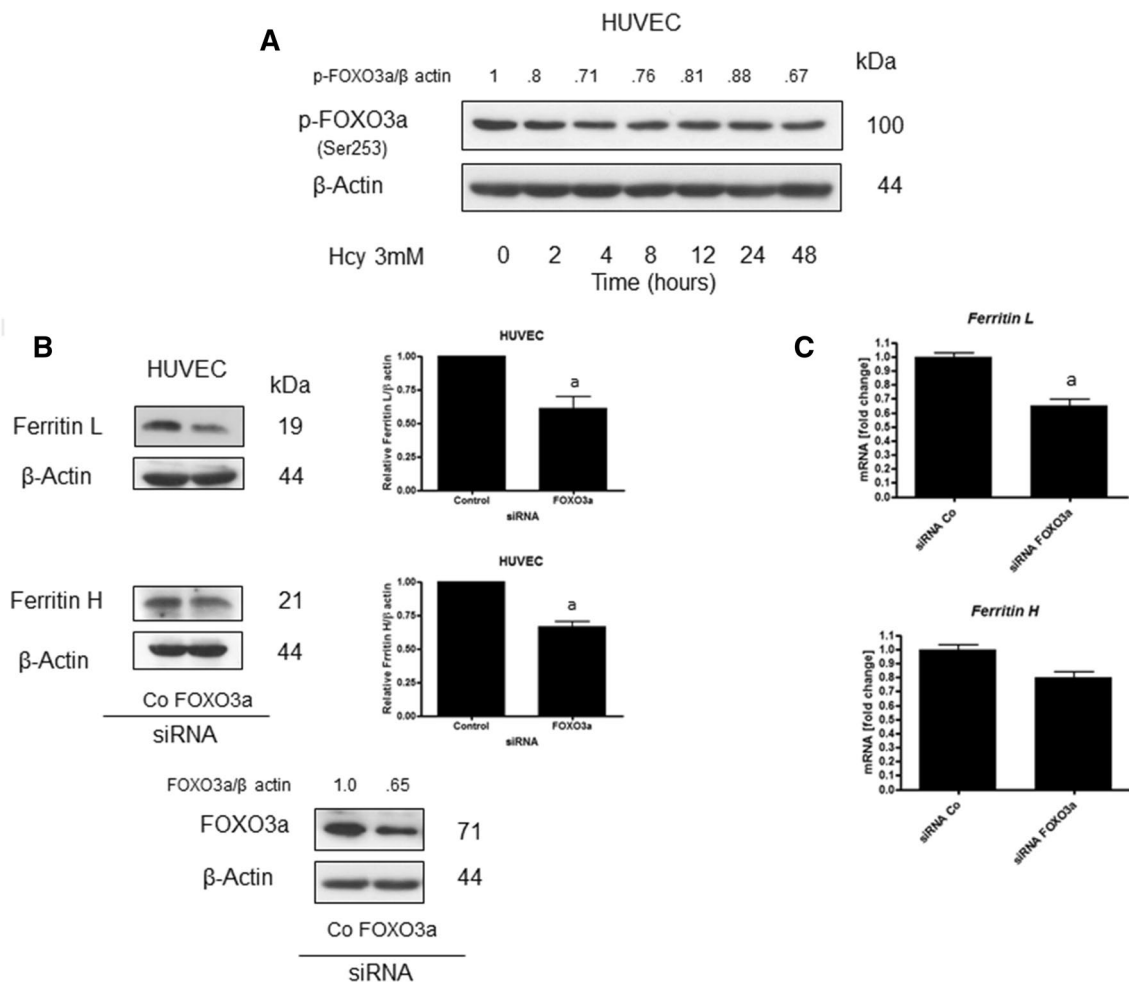 A
HUVEC
p-FOXO3a/β actin 1 .8 .71 .76 .81 .88 .67 kDa
p-FOXO3a 100
(Ser253)
β-Actin 44
Hcy 3mM 0 2 4 8 12 24 48
Time (hours)
B
HUVEC
kDa
Ferritin L 19
β-Actin 44
HUVEC
Relative Ferritin L/β actin
1.00
0.75
0.50
0.25
0.00
a
Control FOXO3a
siRNA
Ferritin H 21
β-Actin 44
Co FOXO3a
siRNA
HUVEC
Relative Frritin H/β actin
1.00
0.75
0.50
0.25
0.00
a
Control FOXO3a
siRNA
FOXO3a/β actin 1.0 .65
FOXO3a 71
β-Actin 44
Co FOXO3a
siRNA
C
Ferritin L
mRNA [fold change]
1.1
1.0
0.9
0.8
0.7
0.6
0.5
0.4
0.3
0.2
0.1
0.0
a
siRNA Co siRNA FOXO3a
Ferritin H
mRNA [fold change]
1.1
1.0
0.9
0.8
0.7
0.6
0.5
0.4
0.3
0.2
0.1
0.0
siRNA Co siRNA FOXO3a